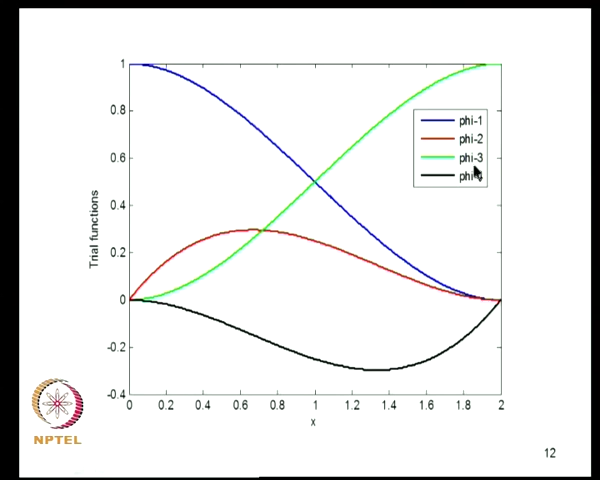 1
0.8
0.6
0.4
0.2
0
-0.2
-0.4
Trial functions
phi-1
phi-2
phi-3
0 0.2 0.4 0.6 0.8 1 1.2 1.4 1.6 1.8 2
x
NPTEL
12